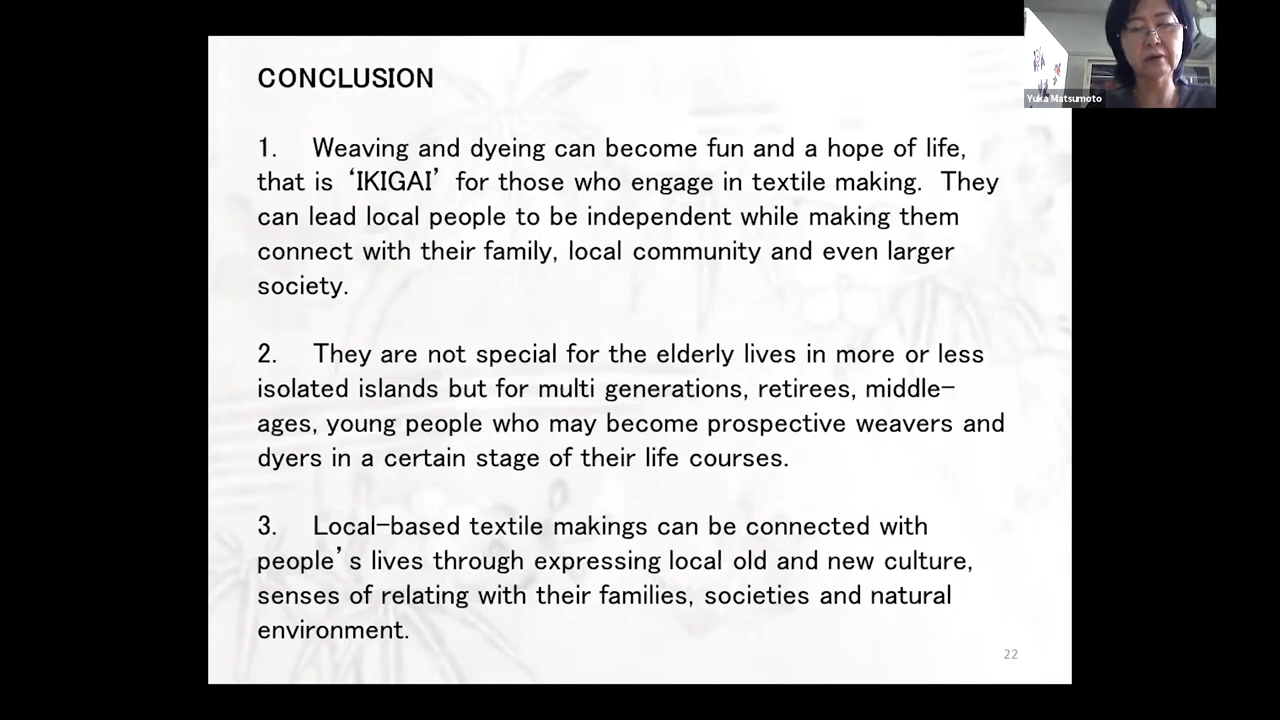 CONCLUSION
1. Weaving and dyeing can become fun and a hope of life,
that is ‘IKIGAI’ for those who engage in textile making. They
can lead local people to be independent while making them
connect with their family, local community and even larger
society.
2. They are not special for the elderly lives in more or less
isolated islands but for multi generations, retirees, middle-
ages, young people who may become prospective weavers and
dyers in a certain stage of their life courses.
3. Local-based textile makings can be connected with
people’s lives through expressing local old and new culture,
senses of relating with their families, societies and natural
environment.
22
Yuka Matsumoto